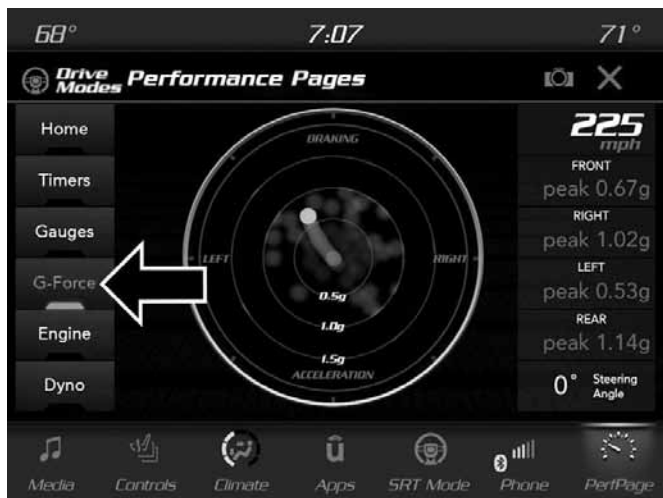 68°
7:07
71°
Drive
Modes
Performance Pages
Home
Timers
Gauges
G-Force
Engine
Dyno
BRAKING
LEFT
RIGHT
0.5g
1.0g
1.5g
ACCELERATION
225
mph
FRONT
peak 0.67g
RIGHT
peak 1.02g
LEFT
peak 0.53g
REAR
peak 1.14g
0° Steering
Angle
Media
Controls
Climate
ū
Apps
SRT Mode
Phone
PerfPage